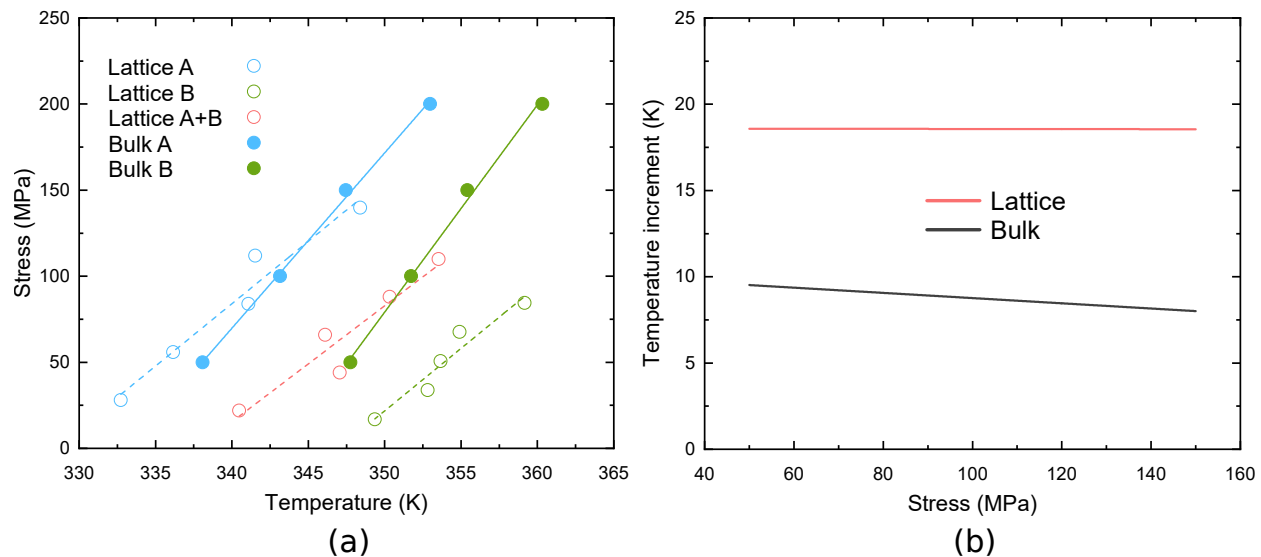 250
200
150
100
50
0
Stress (MPa)
Lattice A
Lattice B
Lattice A+B
Bulk A
Bulk B
330 335 340 345 350 355 360 365
Temperature (K)
(a)
25
20
15
10
5
0
Temperature increment (K)
Lattice
Bulk
40 60 80 100 120 140 160
Stress (MPa)
(b)